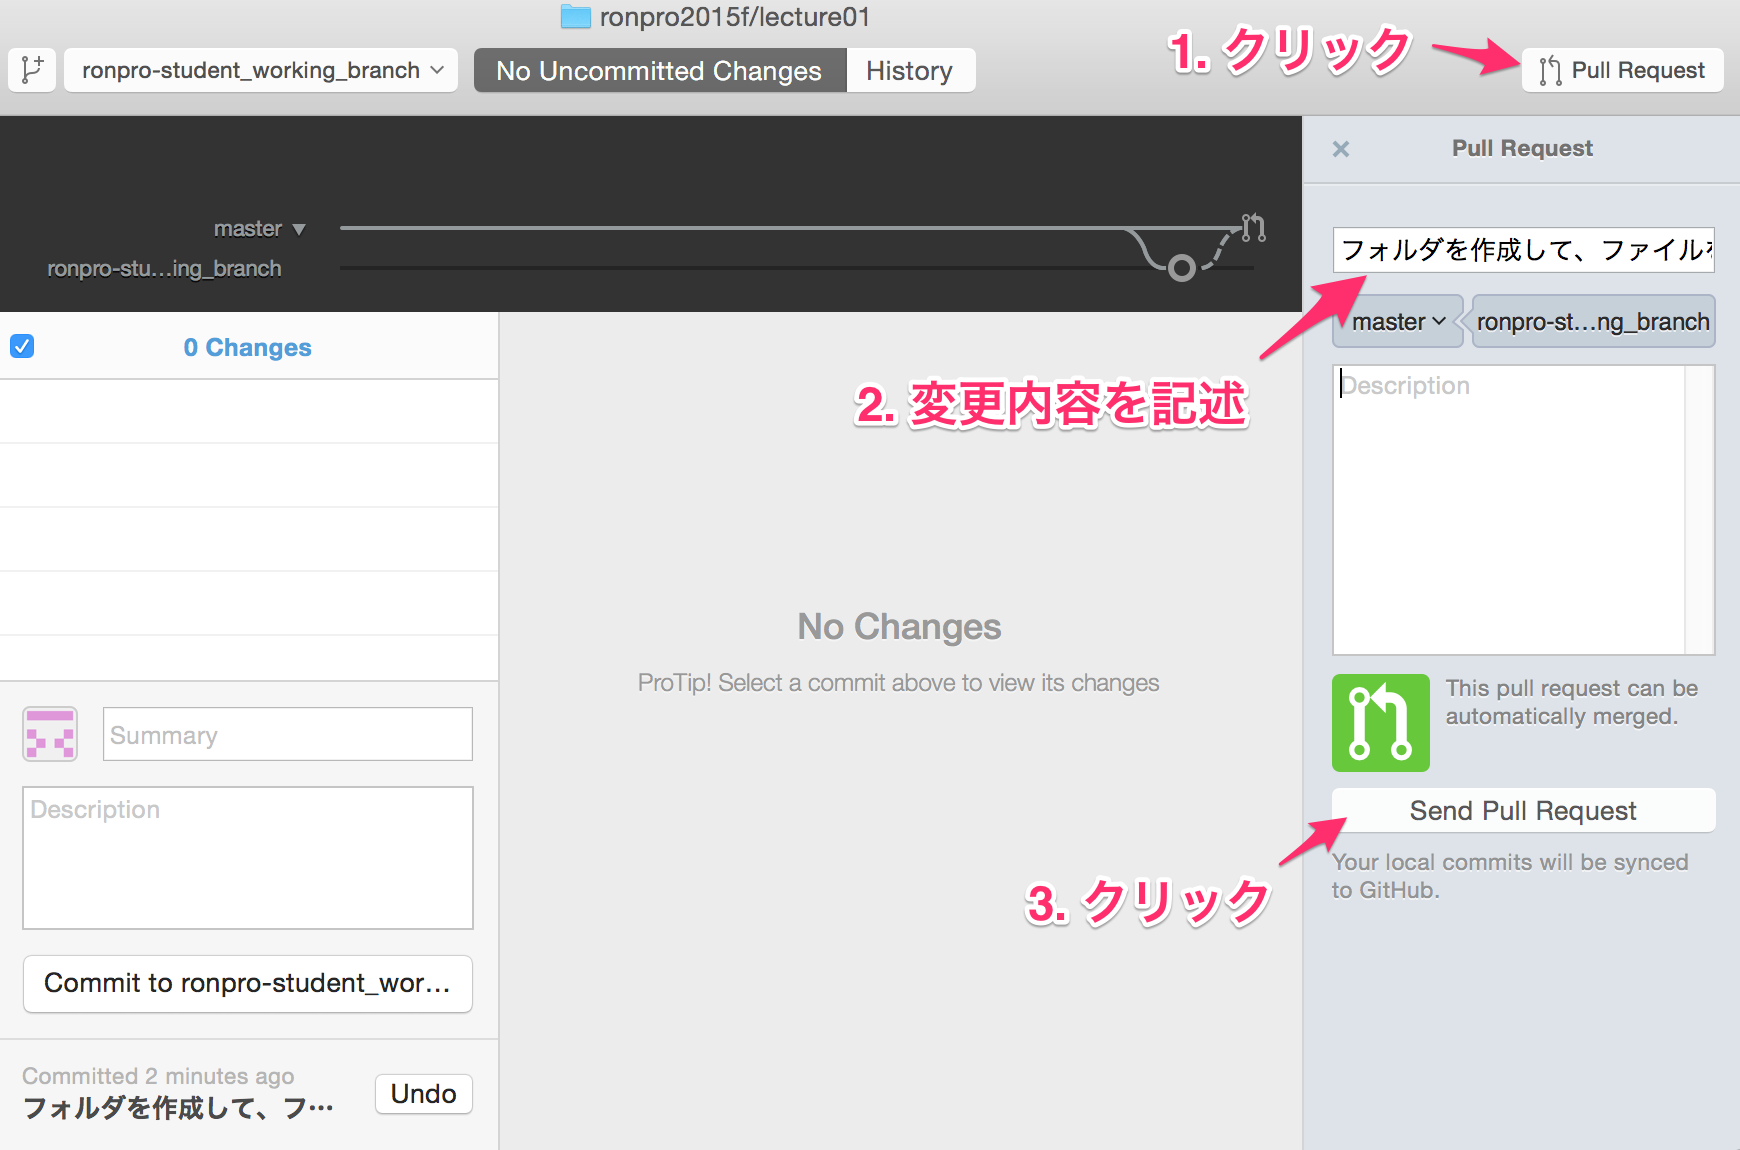 ronpro2015f/lecture01
ronpro-student_working_branch
No Uncommitted Changes
History
1. クリック
Pull Request
Pull Request
master ▼
ronpro-stu...ing_branch
フォルダを作成して、ファイル
master
ronpro-st...ng_branch
0 Changes
2. 変更内容を記述
Description
No Changes
ProTip! Select a commit above to view its changes
This pull request can be
automatically merged.
Summary
Description
Send Pull Request
3. クリック
Your local commits will be synced
to GitHub.
Commit to ronpro-student_wor...
Committed 2 minutes ago
フォルダを作成して、フ…
Undo